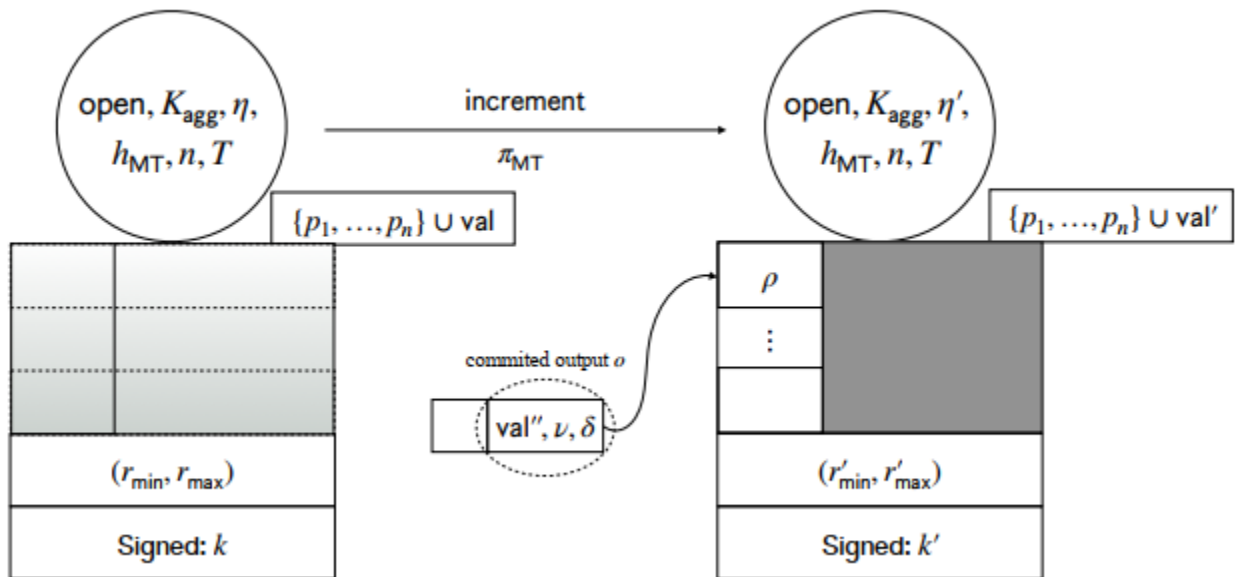 open, K_agg, η,
h_MT, n, T
increment
π_MT
open, K_agg, η′,
h_MT, n, T
{p_1, …, p_n} ∪ val
{p_1, …, p_n} ∪ val′
ρ
⋮
commited output o
val″, ν, δ
(r_min, r_max)
(r′_min, r′_max)
Signed: k
Signed: k′